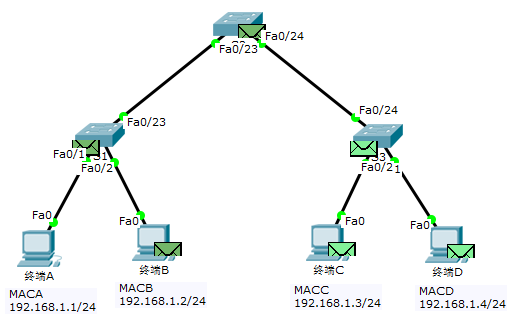 Fa0/24
Fa0/23
Fa0/23
Fa0/24
Fa0/1
S1
Fa0/2
S3
Fa0/2
1
Fa0
Fa0
Fa0
Fa0
终端A
终端B
终端C
终端D
MACA
192.168.1.1/24
MACB
192.168.1.2/24
MACC
192.168.1.3/24
MACD
192.168.1.4/24